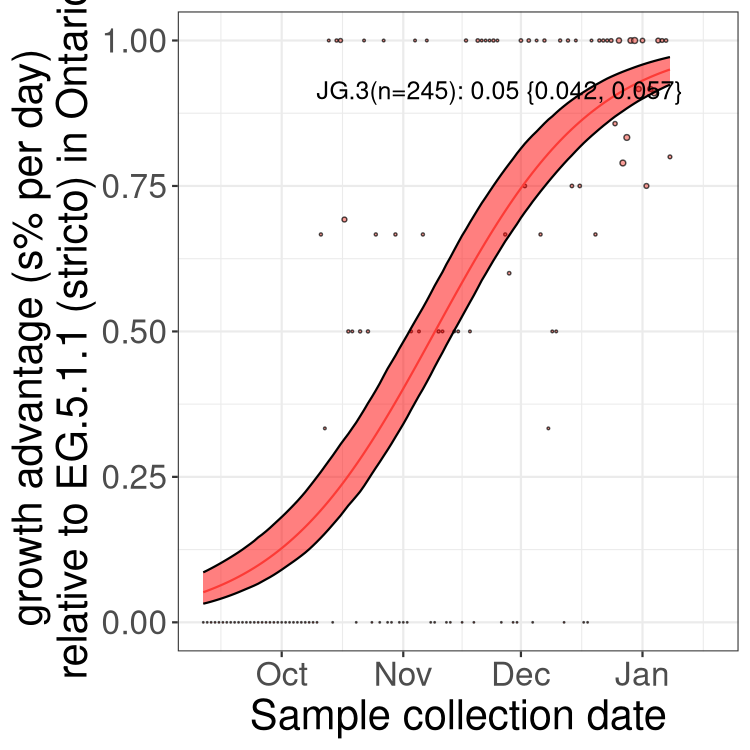 growth advantage (s% per day)
relative to EG.5.1.1 (stricto) in Ontario
1.00
0.75
0.50
0.25
0.00
JG.3(n=245): 0.05 {0.042, 0.057}
Oct Nov Dec Jan
Sample collection date